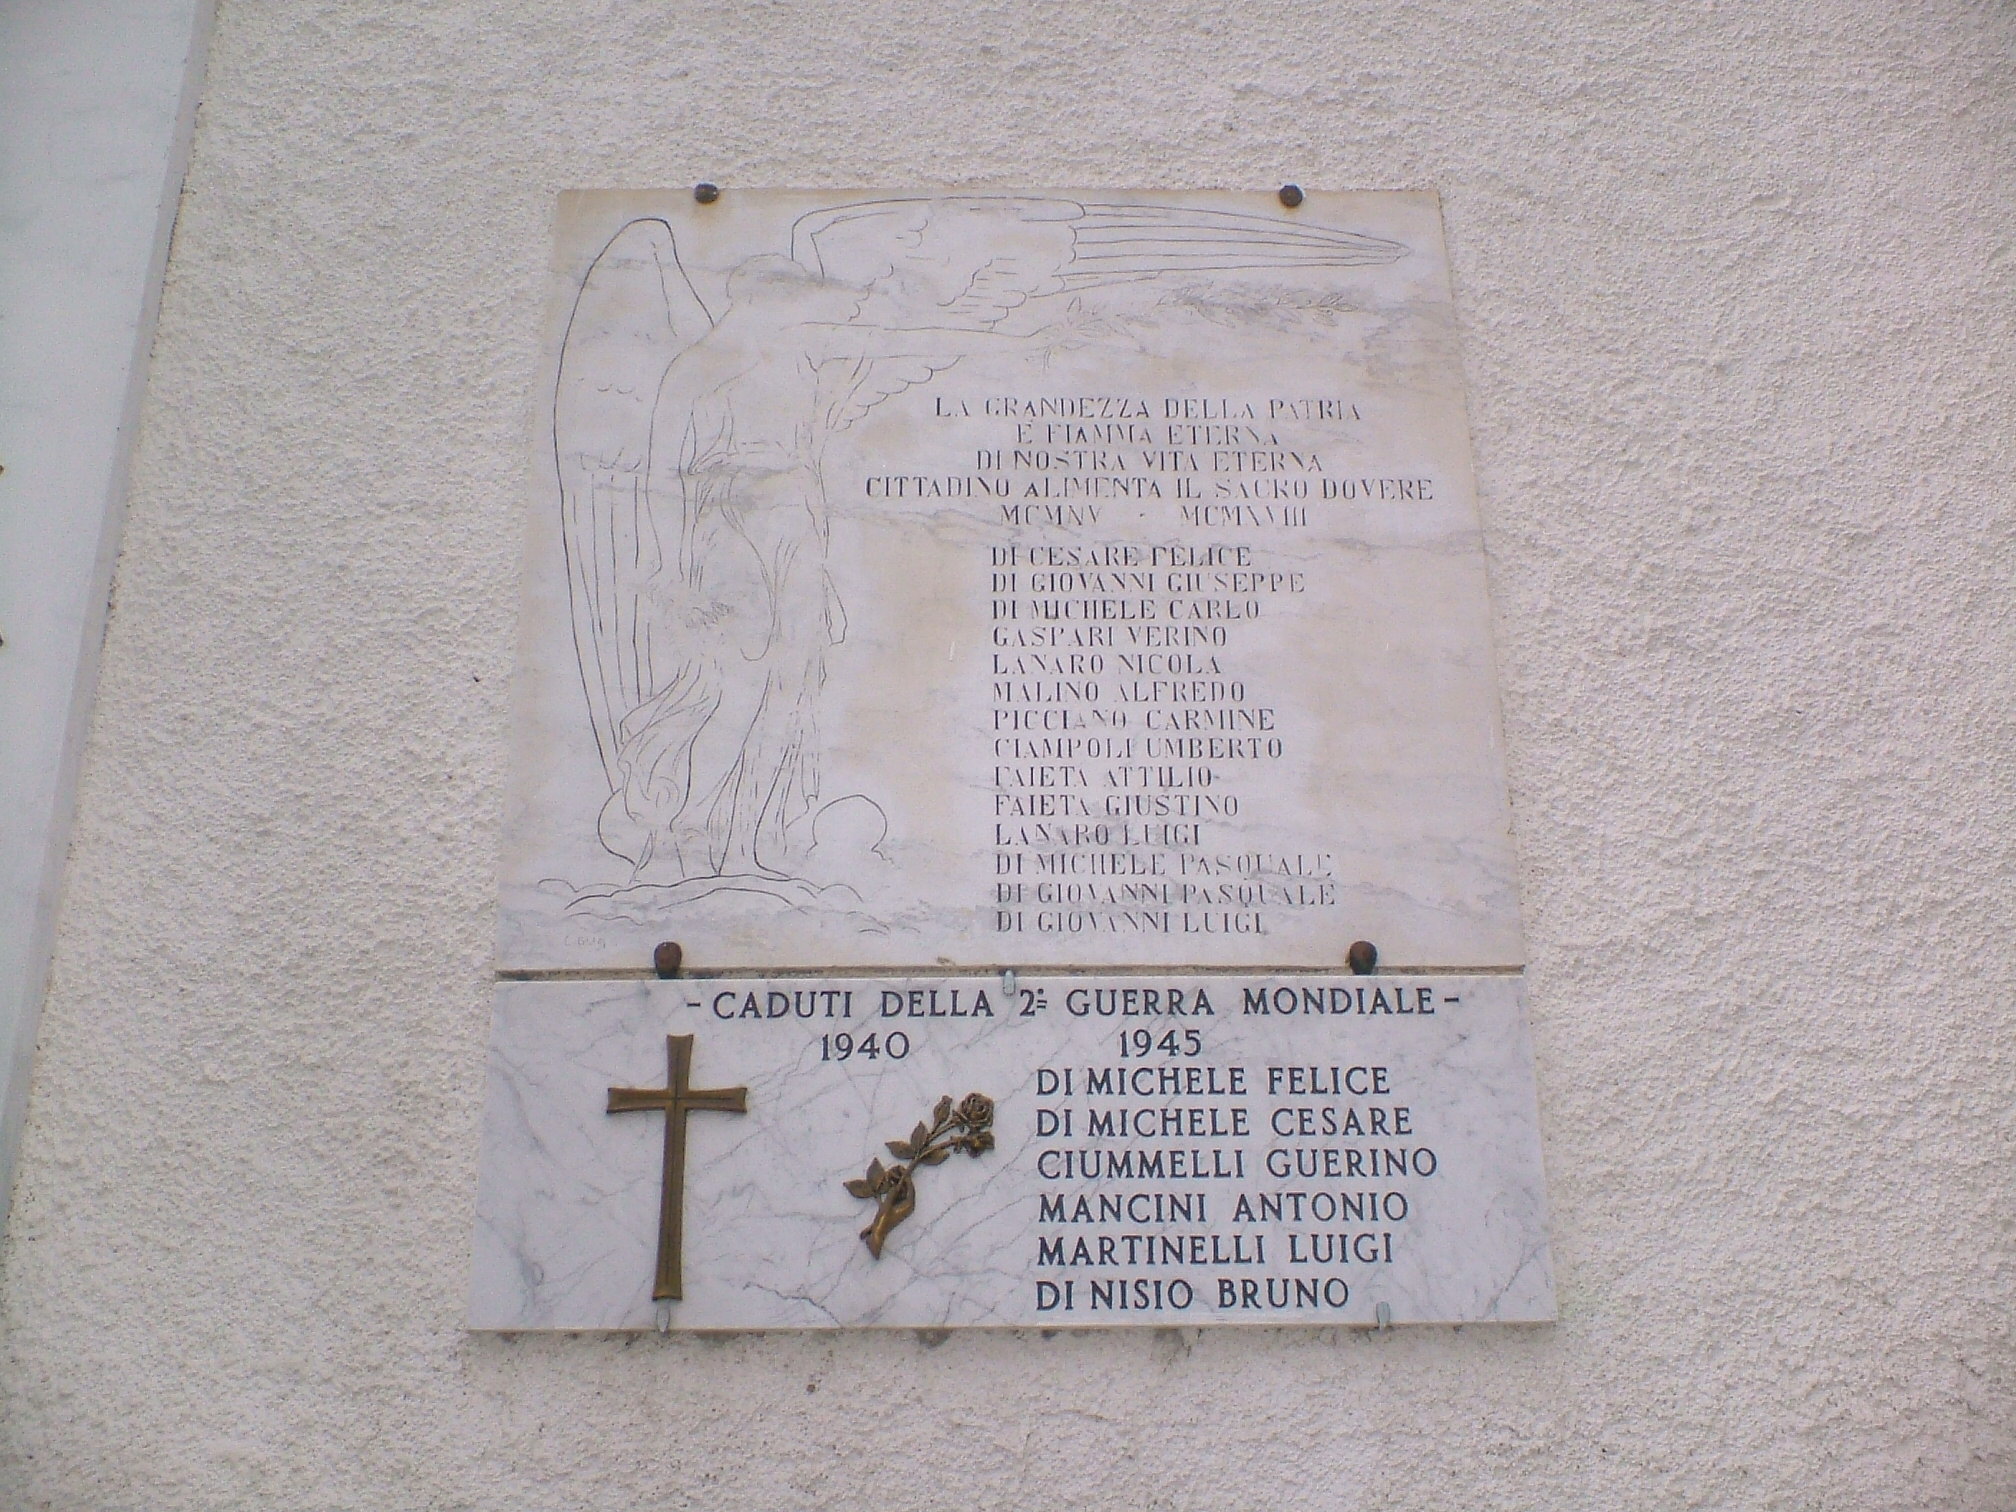 LA GRANDEZZA DELLA PATRIA
E FIAMMA ETERNA
DI NOSTRA VITA ETERNA
CITTADINO ALIMENTA IL SACRO DOVERE
MCMXV - MCMXVIII
DI CESARE FELICE
DI GIOVANNI GIUSEPPE
DI MICHELE CARLO
GASPARI VERINO
LANARO NICOLA
MALINO ALFREDO
PICCIANO CARMINE
CIAMPOLI UMBERTO
FAIETA ATTILIO
FAIETA GIUSTINO
LANARO LUIGI
DI MICHELE PASQUALE
DI GIOVANNI PASQUALE
DI GIOVANNI LUIGI
- CADUTI DELLA 2ª GUERRA MONDIALE -
1940 1945
DI MICHELE FELICE
DI MICHELE CESARE
CIUMMELLI GUERINO
MANCINI ANTONIO
MARTINELLI LUIGI
DI NISIO BRUNO